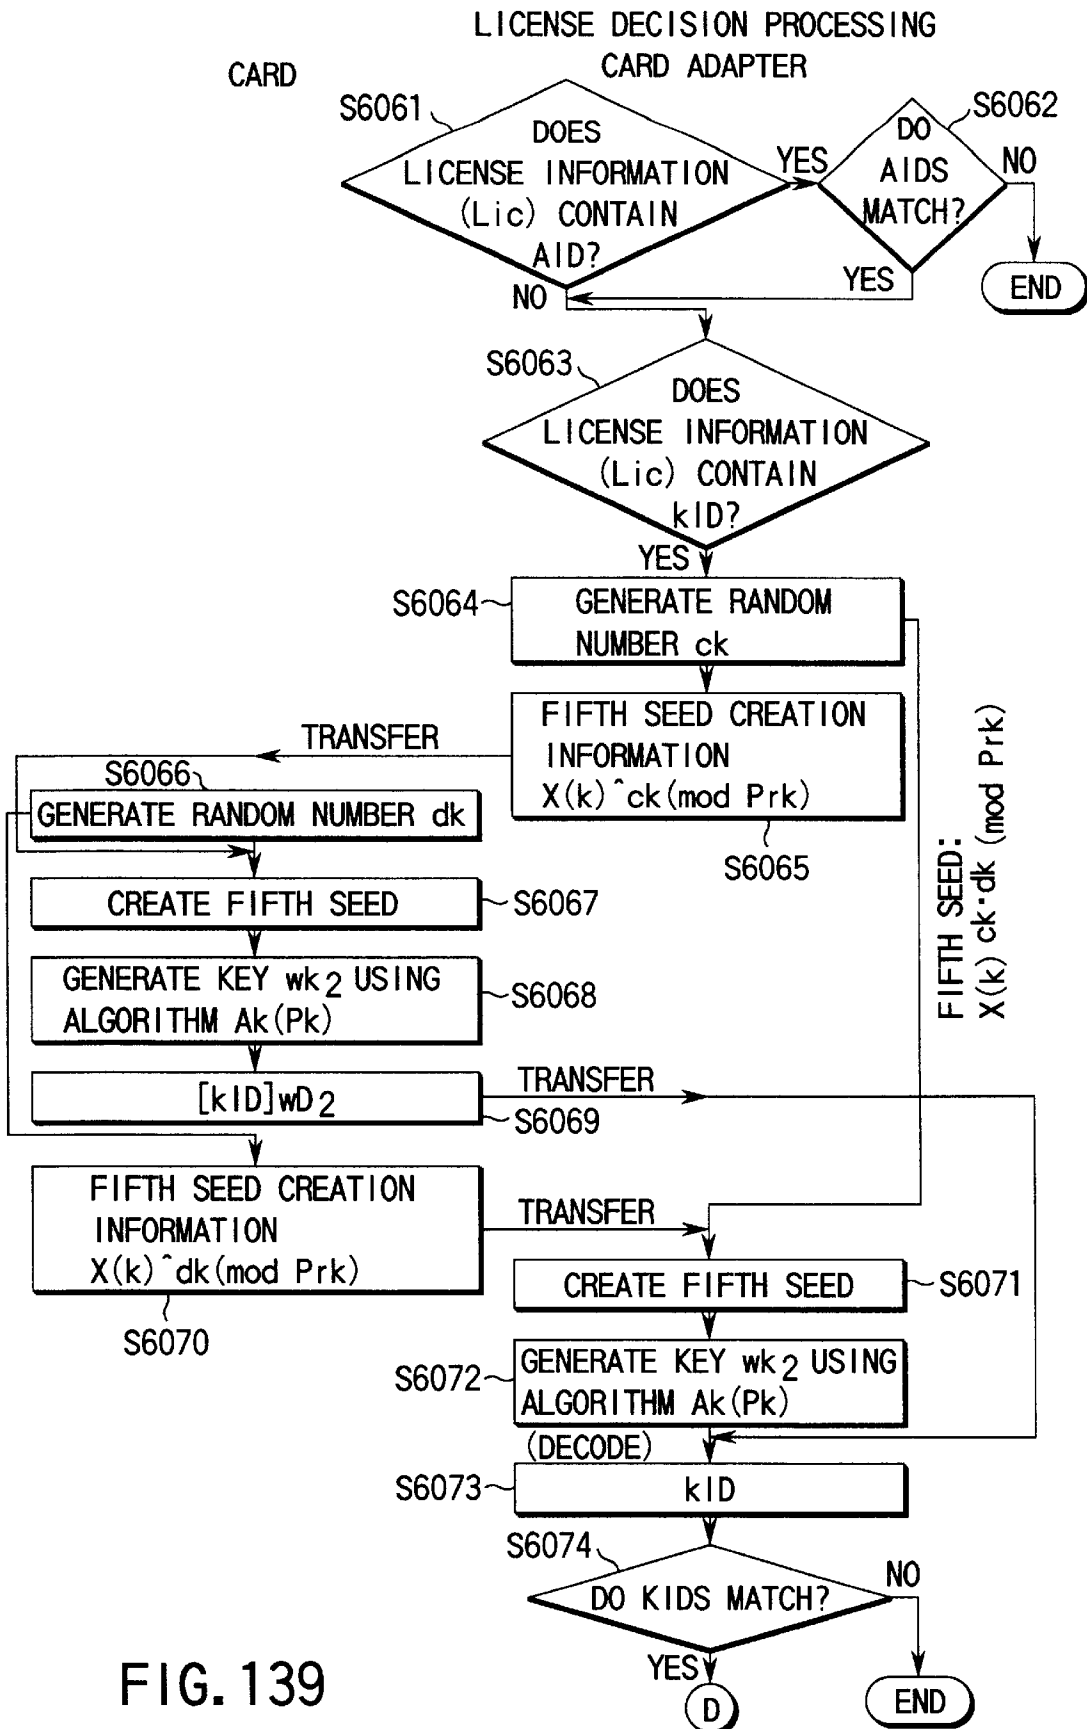 LICENSE DECISION PROCESSING
CARD
CARD ADAPTER
S6061
DOES
LICENSE INFORMATION
(Lic) CONTAIN
AID?
YES
S6062
DO
AIDS
MATCH?
NO
END
YES
NO
S6063
DOES
LICENSE INFORMATION
(Lic) CONTAIN
kID?
YES
S6064
GENERATE RANDOM
NUMBER ck
FIFTH SEED CREATION
INFORMATION
X(k)^ck(mod Prk)
S6065
TRANSFER
S6066
GENERATE RANDOM NUMBER dk
CREATE FIFTH SEED
S6067
GENERATE KEY wk2 USING
ALGORITHM Ak(Pk)
S6068
[kID]wD2
S6069
TRANSFER
FIFTH SEED:
X(k) ck·dk (mod Prk)
FIFTH SEED CREATION
INFORMATION
X(k)^dk(mod Prk)
S6070
TRANSFER
CREATE FIFTH SEED
S6071
S6072
GENERATE KEY wk2 USING
ALGORITHM Ak(Pk)
(DECODE)
S6073
kID
S6074
DO KIDS MATCH?
NO
YES
D
END
FIG. 139